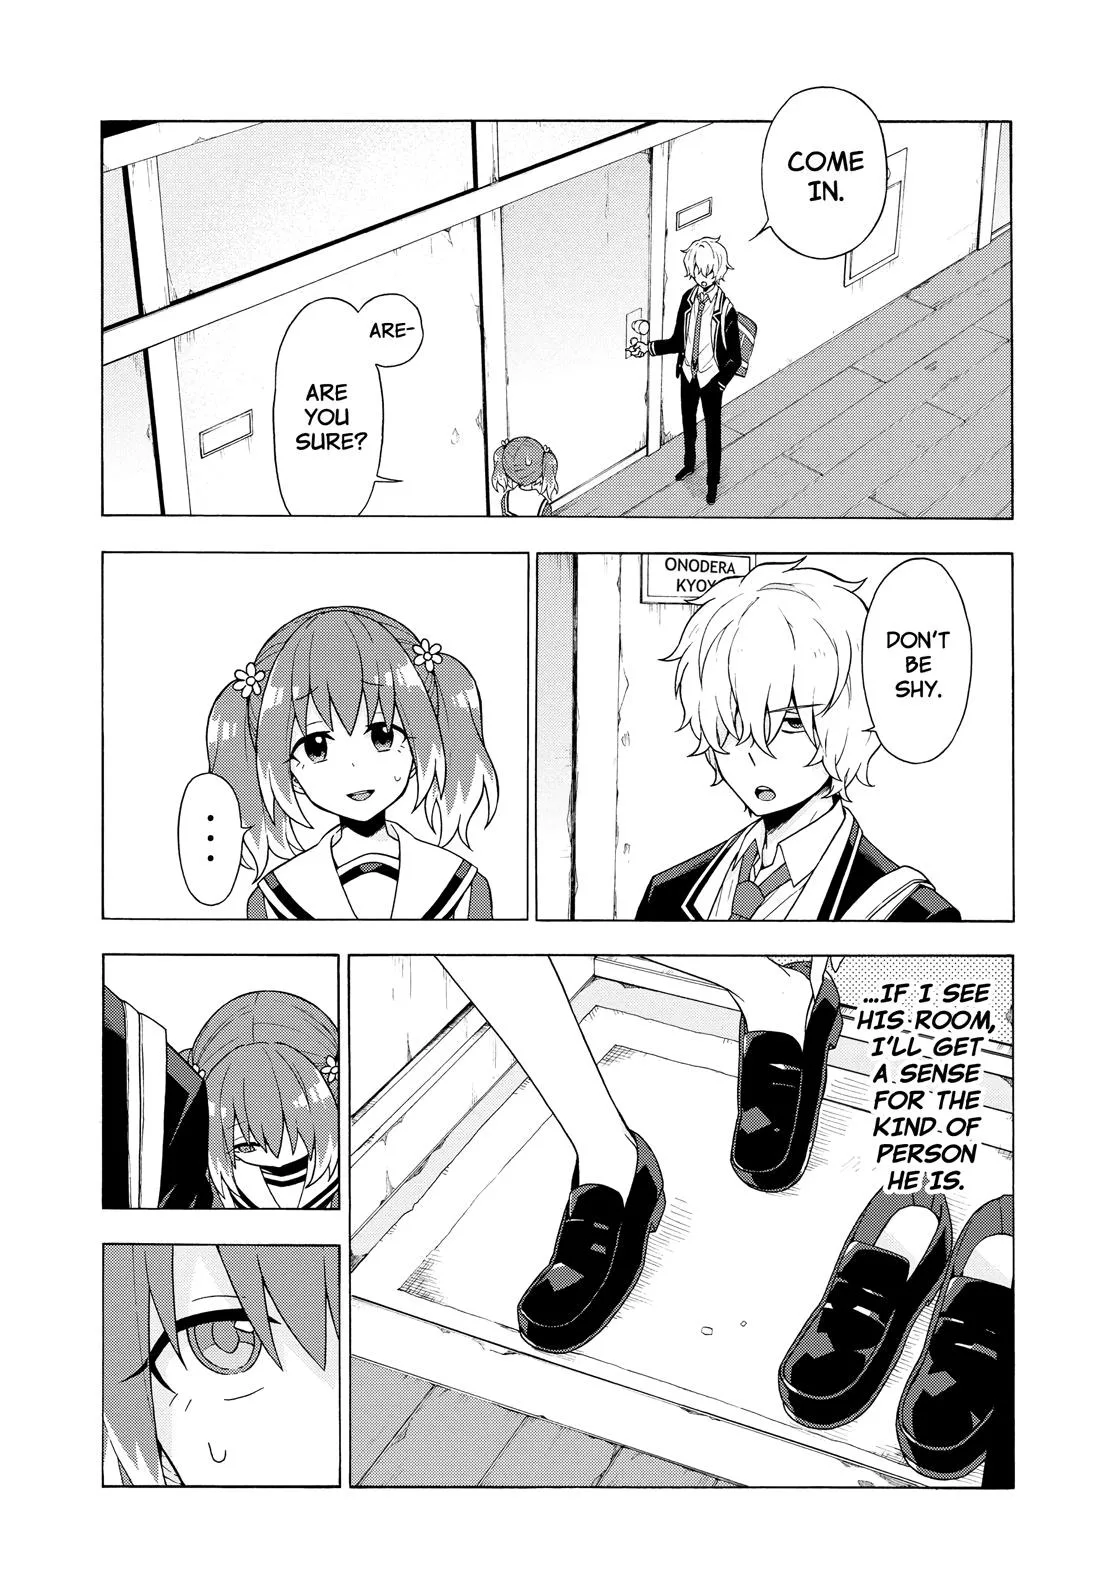 COME
IN.
ARE-
ARE
YOU
SURE?
ONODERA
DON'T
BE
SHY.
...
...IF I SEE
HIS ROOM,
I'LL GET
A SENSE
FOR THE
KIND OF
PERSON
HE IS.